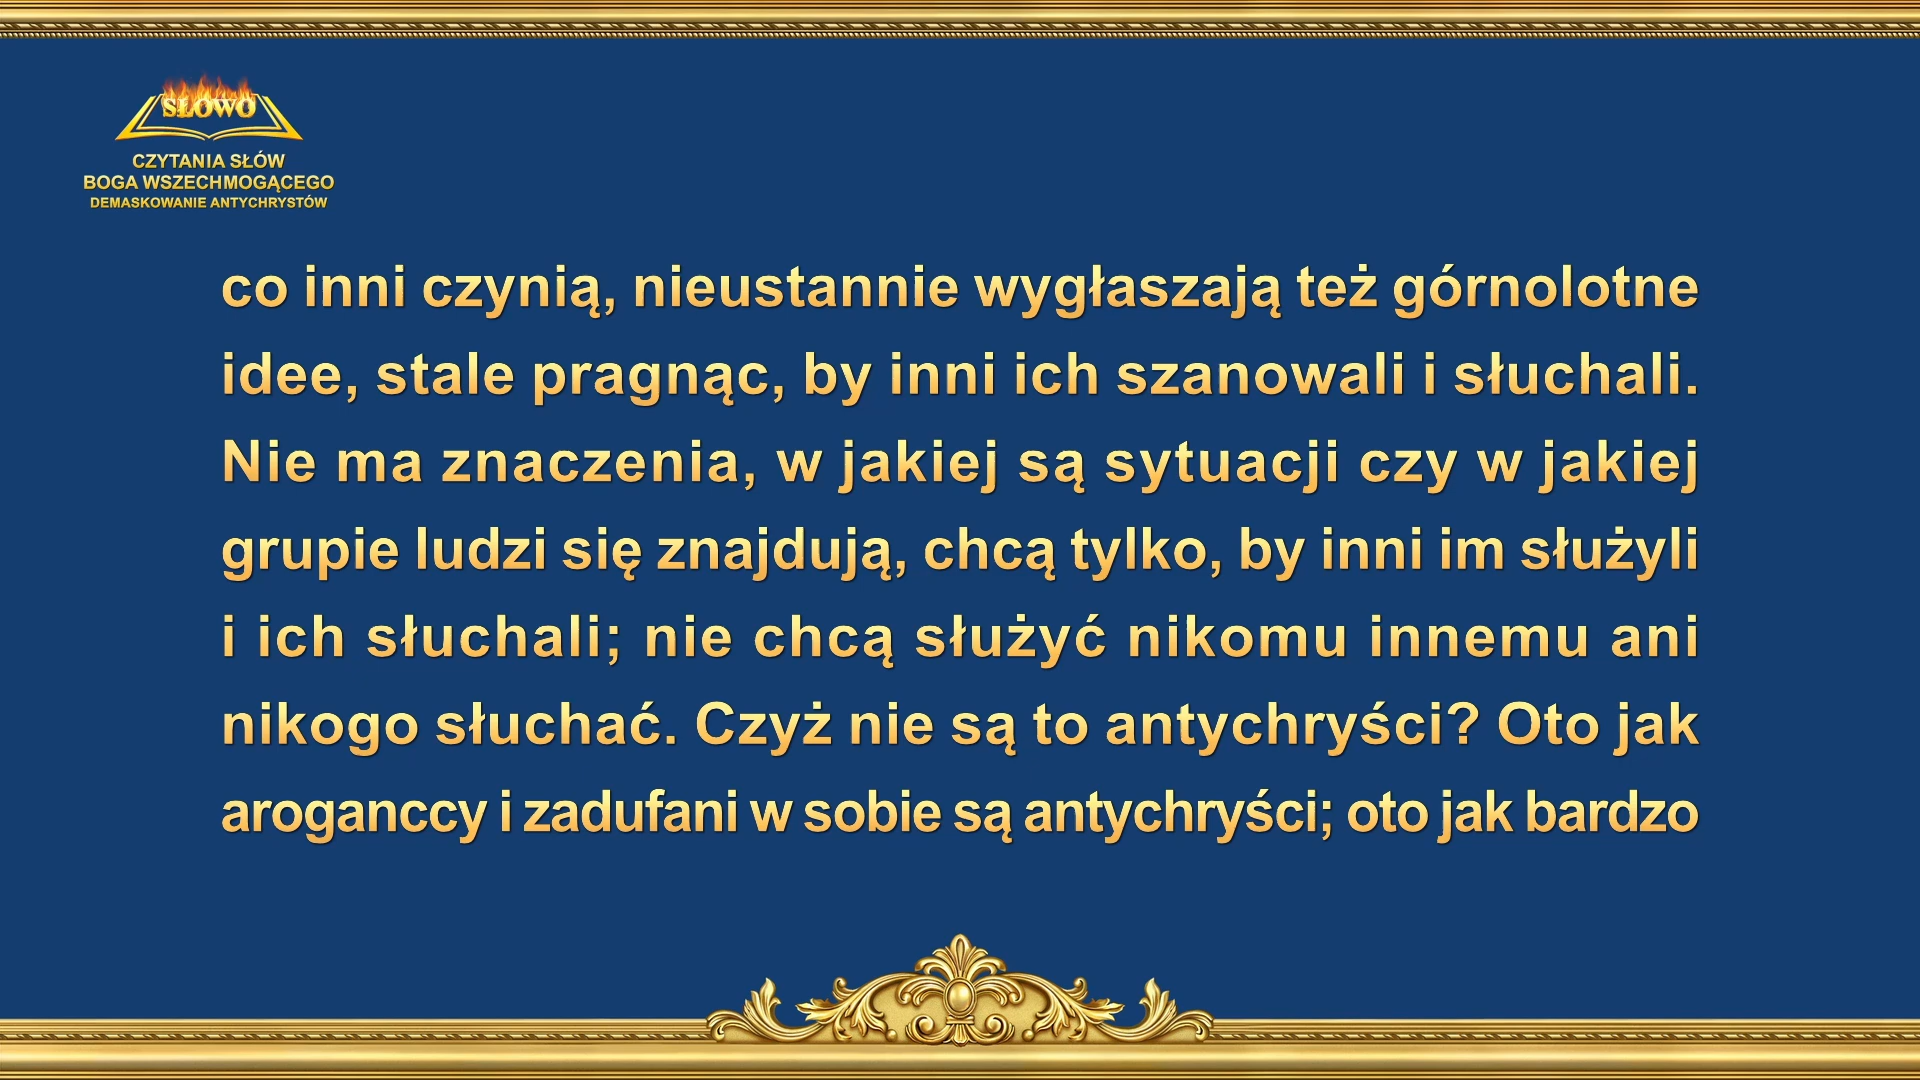 SŁOWO
CZYTANIA SŁÓW
BOGA WSZECHMOGĄCEGO
DEMASKOWANIE ANTYCHRYSTÓW
co inni czynią, nieustannie wygłaszają też górnolotne
idee, stale pragnąc, by inni ich szanowali i słuchali.
Nie ma znaczenia, w jakiej są sytuacji czy w jakiej
grupie ludzi się znajdują, chcą tylko, by inni im służyli
i ich słuchali; nie chcą służyć nikomu innemu ani
nikogo słuchać. Czyż nie są to antychryści? Oto jak
aroganccy i zadufani w sobie są antychryści; oto jak bardzo